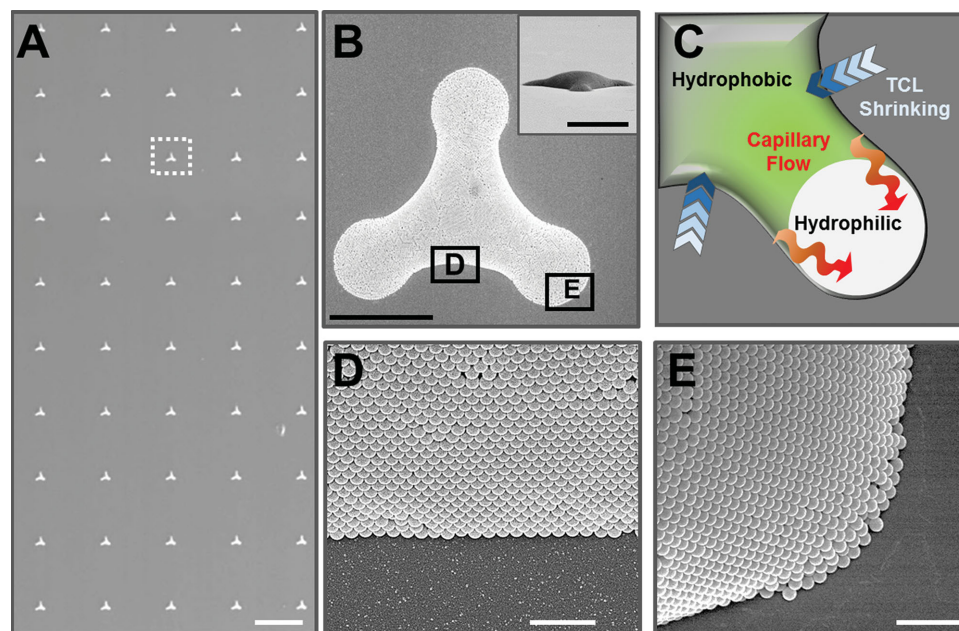 A
B
D
E
C
Hydrophobic
TCL
Shrinking
Capillary
Flow
Hydrophilic
D
E